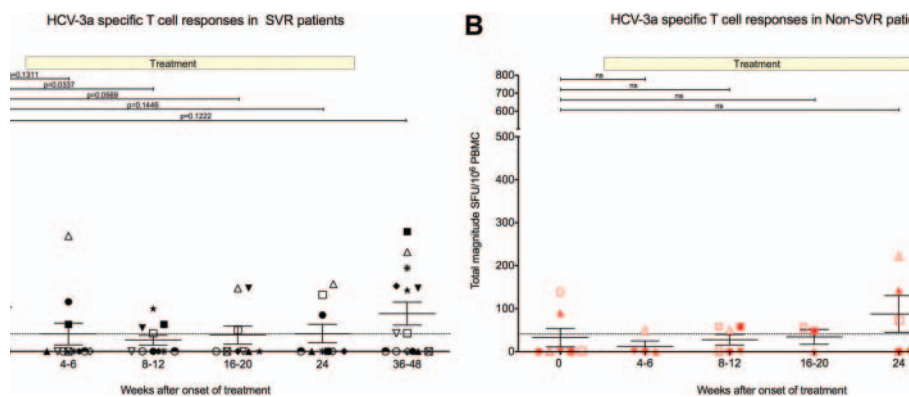 HCV-3a specific T cell responses in SVR patients
Treatment
p=0.1311
p=0.0337
p=0.0969
p=0.1446
p=0.1222
4-6
8-12
16-20
24
36-48
Weeks after onset of treatment
B
HCV-3a specific T cell responses in Non-SVR patie
Treatment
ns
ns
ns
ns
Total magnitude SFU/10⁶ PBMC
800
700
600
500
400
300
200
100
0
0
4-6
8-12
16-20
24
Weeks after onset of treatment